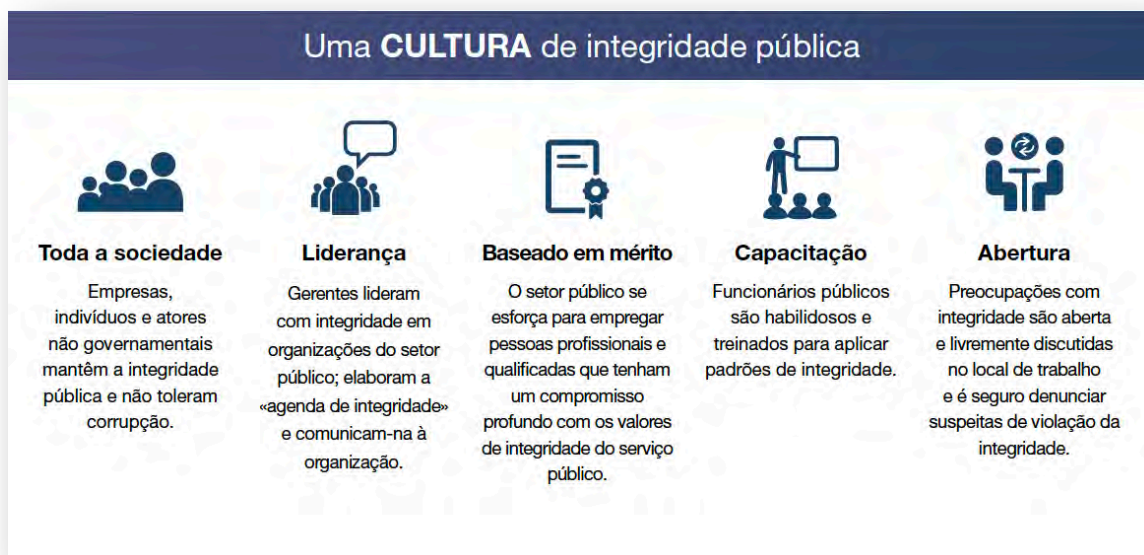 Uma CULTURA de integridade pública
Toda a sociedade
Empresas,
indivíduos e atores
não governamentais
mantêm a integridade
pública e não toleram
corrupção.
Liderança
Gerentes lideram
com integridade em
organizações do setor
público; elaboram a
«agenda de integridade»
e comunicam-na à
organização.
Baseado em mérito
O setor público se
esforça para empregar
pessoas profissionais e
qualificadas que tenham
um compromisso
profundo com os valores
de integridade do serviço
público.
Capacitação
Funcionários públicos
são habilidosos e
treinados para aplicar
padrões de integridade.
Abertura
Preocupações com
integridade são aberta
e livremente discutidas
no local de trabalho
e é seguro denunciar
suspeitas de violação da
integridade.